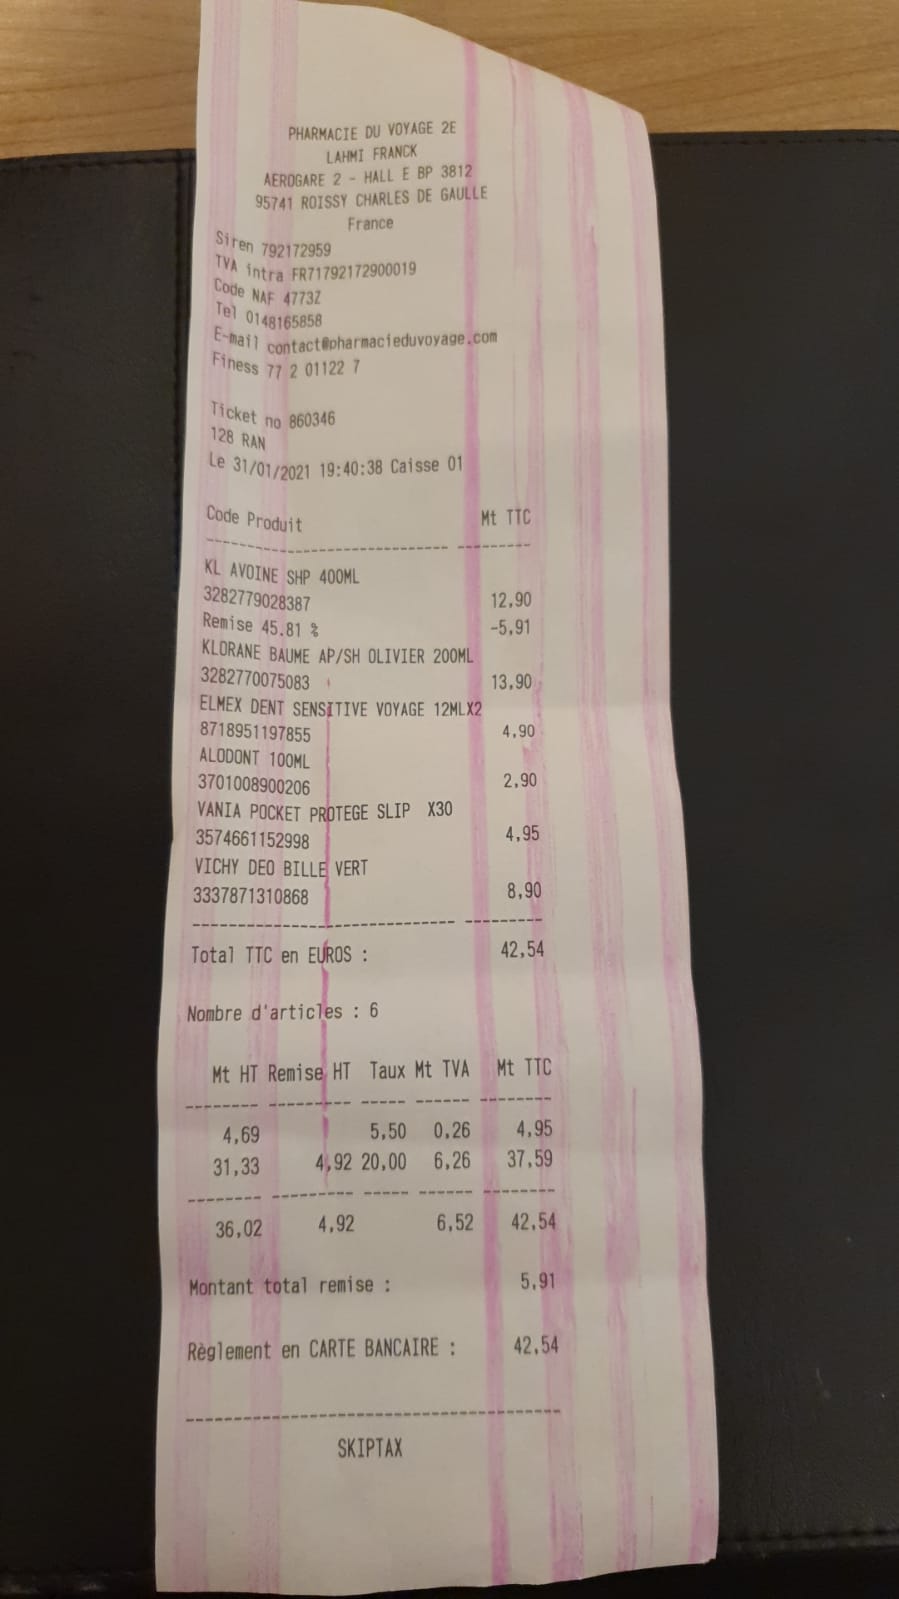 PHARMACIE DU VOYAGE 2E
LAHMI FRANCK
AEROGARE 2 - HALL E BP 3812
95741 ROISSY CHARLES DE GAULLE
France
Siren 792172959
TVA intra FR71792172900019
Code NAF 4773Z
Tel 0148165858
E-mail contact@pharmacieduvoyage.com
Finess 77 2 01122 7
Ticket no 860346
128 RAN
Le 31/01/2021 19:40:38 Caisse 01
Code Produit Mt TTC
KL AVOINE SHP 400ML
3282779028387 12,90
Remise 45.81 % -5,91
KLORANE BAUME AP/SH OLIVIER 200ML
3282770075083 13,90
ELMEX DENT SENSITIVE VOYAGE 12MLX2
8718951197855 4,90
ALODONT 100ML
3701008900206 2,90
VANIA POCKET PROTEGE SLIP X30
3574661152998 4,95
VICHY DEO BILLE VERT
3337871310868 8,90
Total TTC en EUROS : 42,54
Nombre d'articles : 6
Mt HT Remise HT Taux Mt TVA Mt TTC
4,69 5,50 0,26 4,95
31,33 4,92 20,00 6,26 37,59
36,02 4,92 6,52 42,54
Montant total remise : 5,91
Règlement en CARTE BANCAIRE : 42,54
SKIPTAX